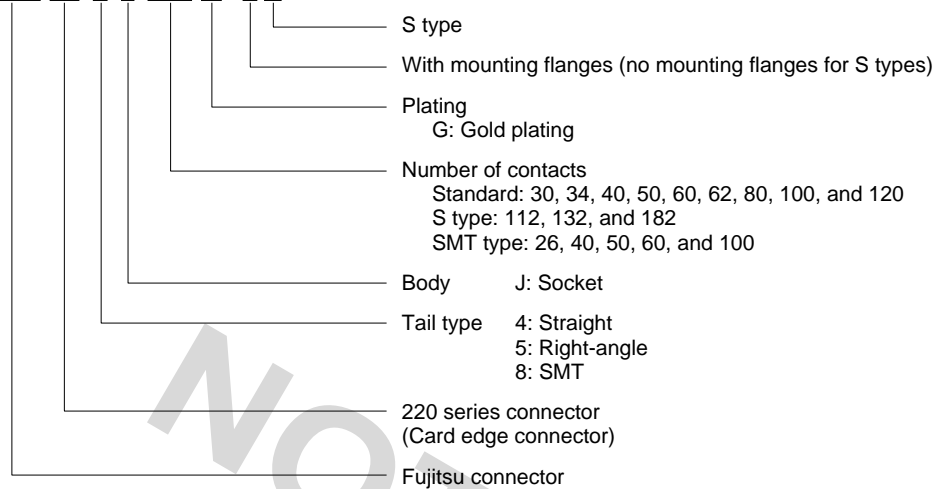 S type
With mounting flanges (no mounting flanges for S types)
Plating
G: Gold plating
Number of contacts
Standard: 30, 34, 40, 50, 60, 62, 80, 100, and 120
S type: 112, 132, and 182
SMT type: 26, 40, 50, 60, and 100
Body J: Socket
Tail type 4: Straight
5: Right-angle
8: SMT
220 series connector
(Card edge connector)
Fujitsu connector